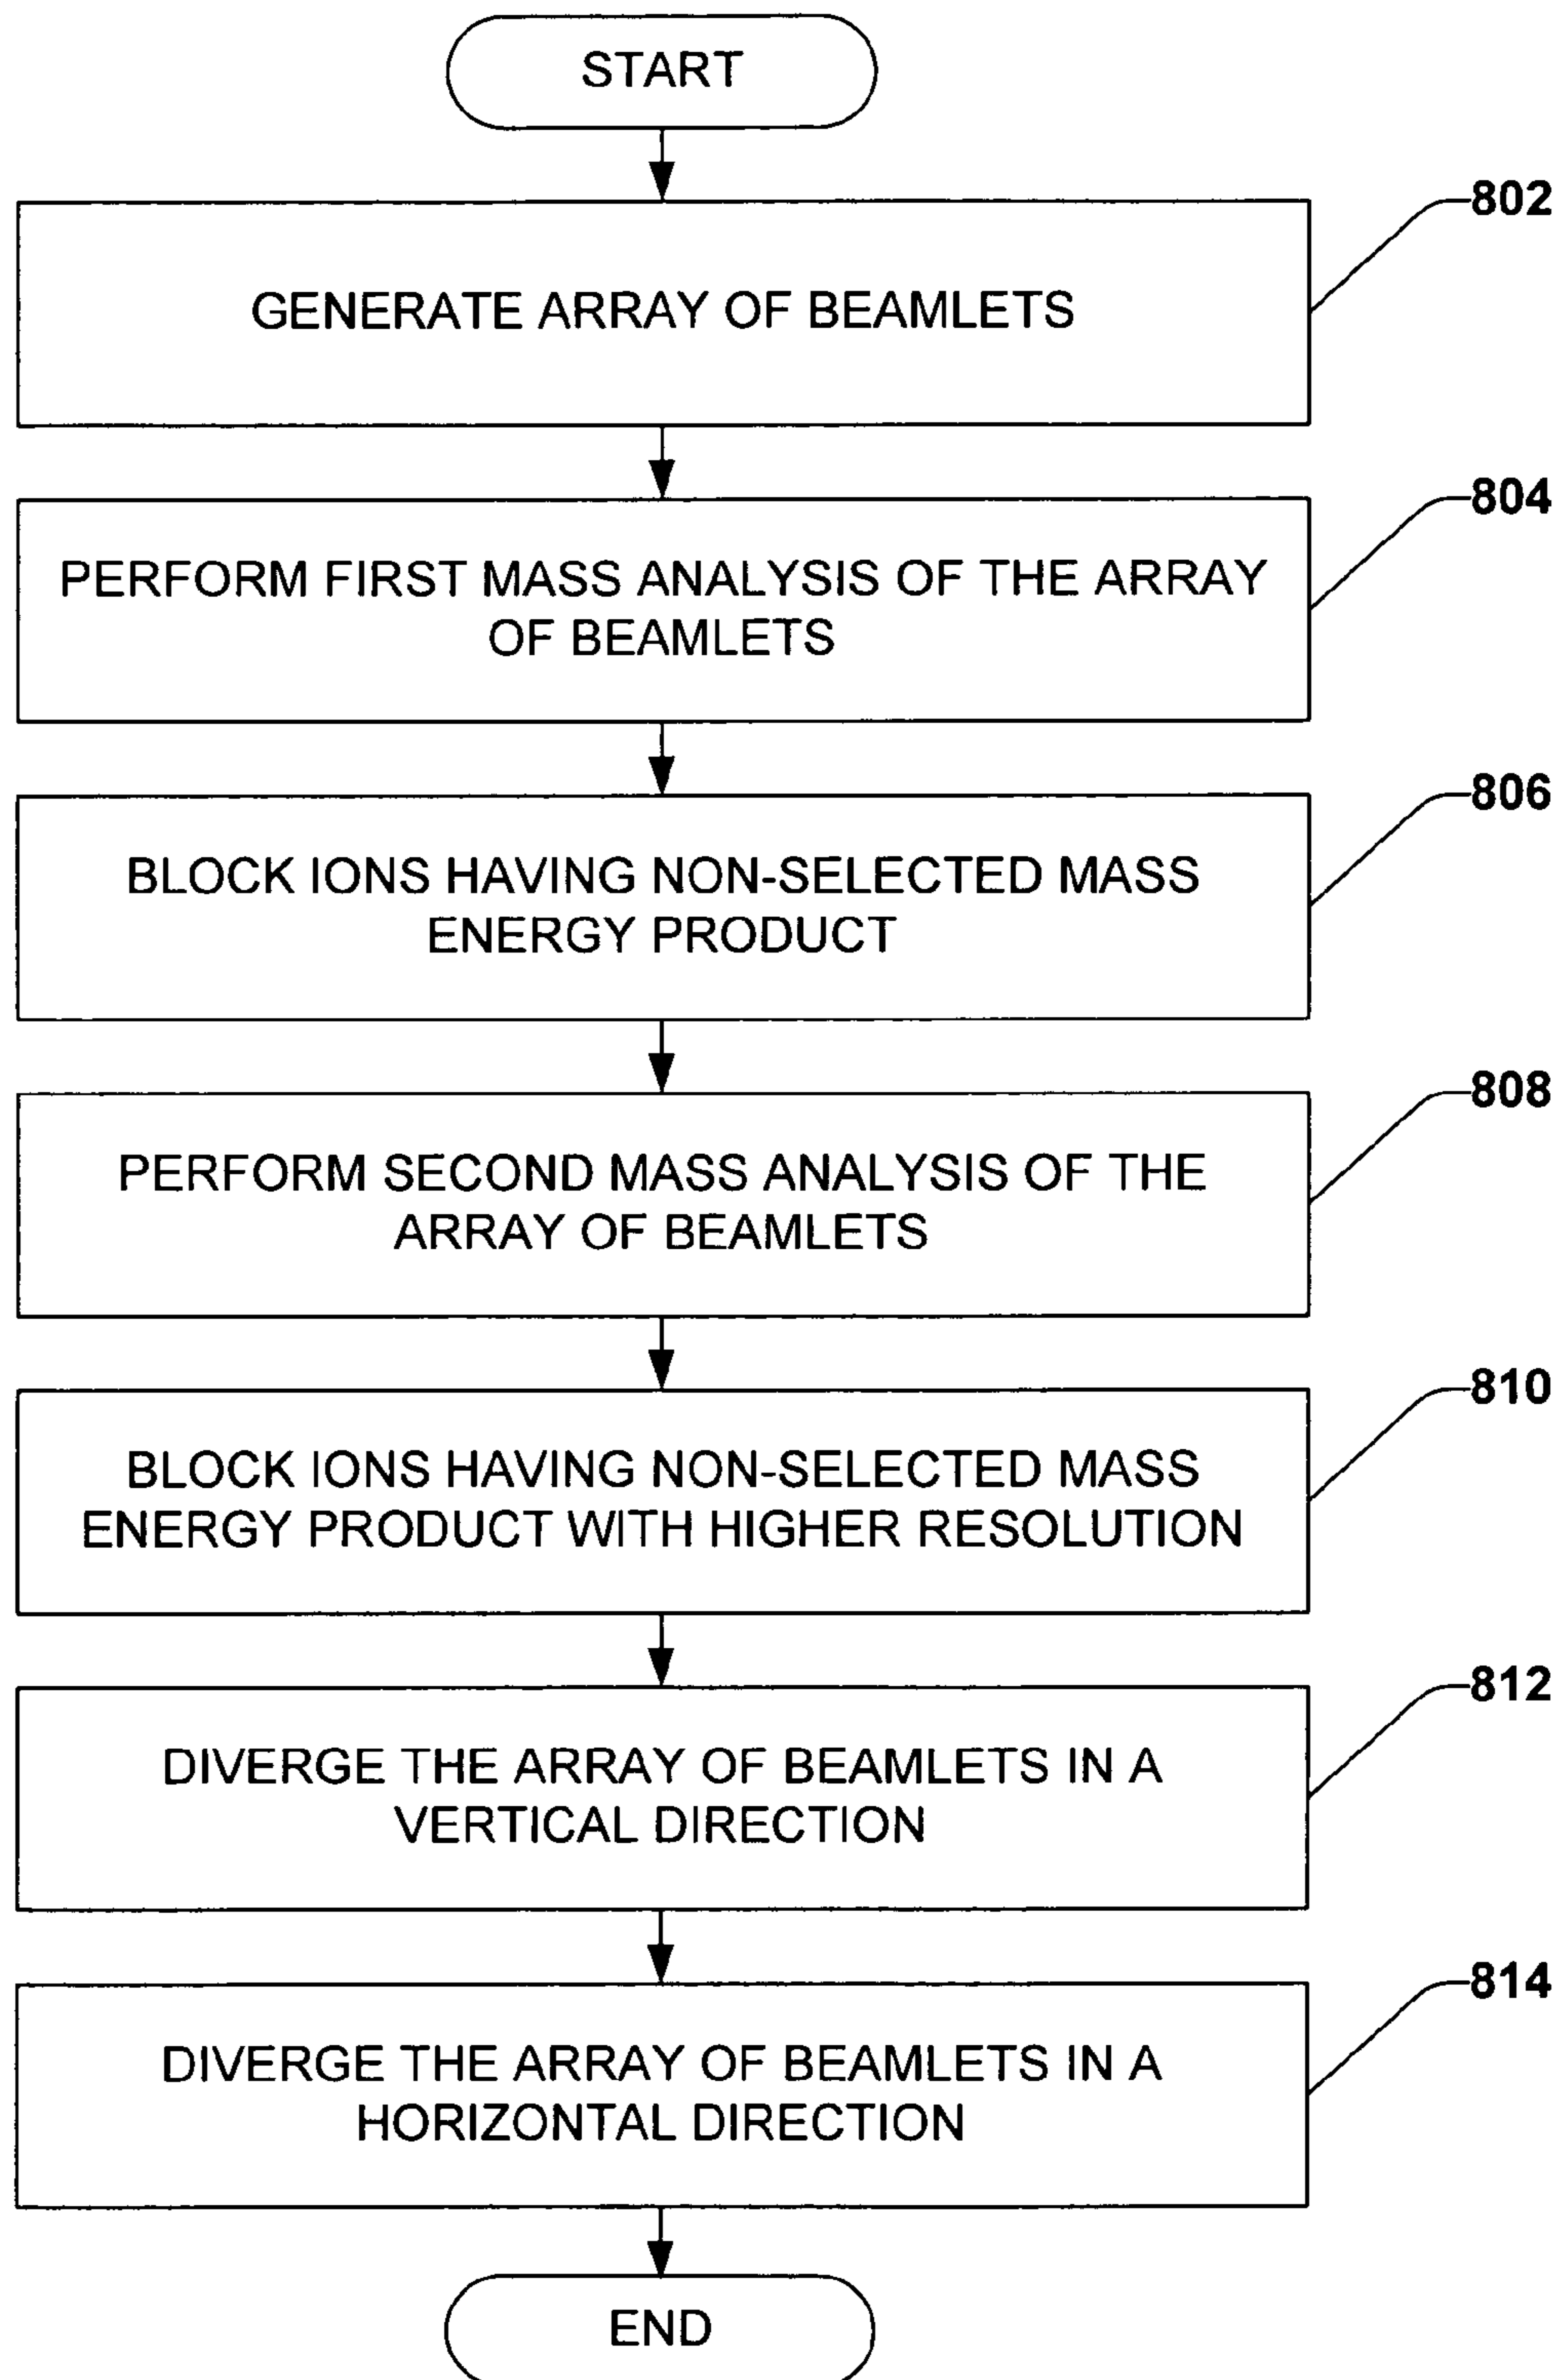 START
802
GENERATE ARRAY OF BEAMLETS
804
PERFORM FIRST MASS ANALYSIS OF THE ARRAY
OF BEAMLETS
806
BLOCK IONS HAVING NON-SELECTED MASS
ENERGY PRODUCT
808
PERFORM SECOND MASS ANALYSIS OF THE
ARRAY OF BEAMLETS
810
BLOCK IONS HAVING NON-SELECTED MASS
ENERGY PRODUCT WITH HIGHER RESOLUTION
812
DIVERGE THE ARRAY OF BEAMLETS IN A
VERTICAL DIRECTION
814
DIVERGE THE ARRAY OF BEAMLETS IN A
HORIZONTAL DIRECTION
END